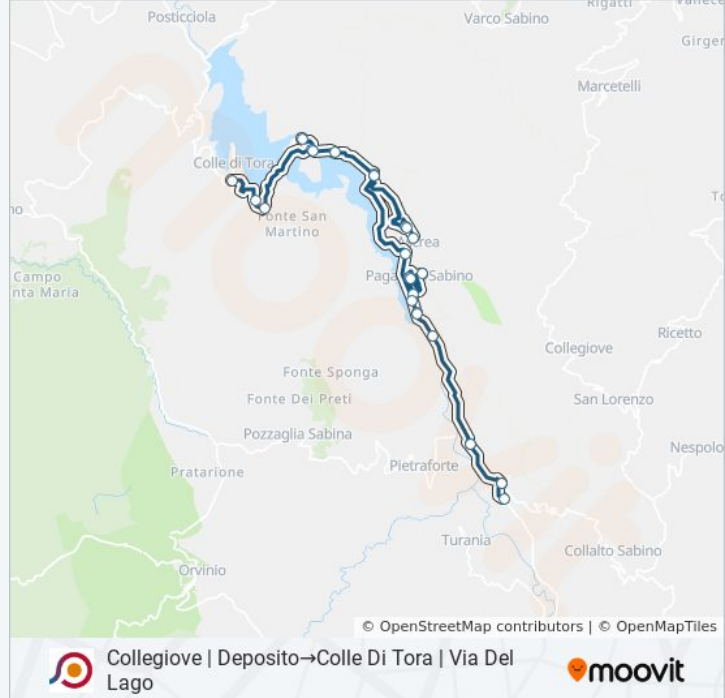 Posticciola
Varco Sabino
Rigatti
Vallec
Girger
Marcetelli
Colle di Tora
Fonte San
Martino
Campo
nta Maria
Sabino
Ricetto
Collegiove
Fonte Sponga
Fonte Dei Preti
San Lorenzo
Pozzaglia Sabina
Pietraforte
Nespolo
Pratarione
Turania
Collalto Sabino
Orvinio
© OpenStreetMap contributors | © OpenMapTiles
Collegiove | Deposito→Colle Di Tora | Via Del
Lago
moovit